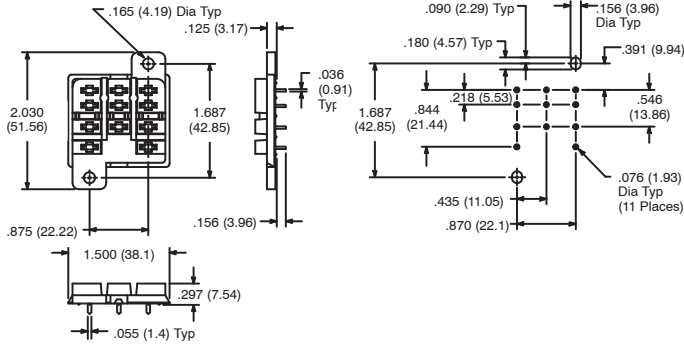 .165 (4.19) Dia Typ
.125 (3.17)
.036
(0.91)
Typ
2.030
(51.56)
1.687
(42.85)
.156 (3.96)
.875 (22.22)
1.500 (38.1)
.297 (7.54)
.055 (1.4) Typ
.090 (2.29) Typ
.156 (3.96)
Dia Typ
.180 (4.57) Typ
.391 (9.94)
.218 (5.53)
1.687
(42.85)
.844
(21.44)
.546
(13.86)
.076 (1.93)
Dia Typ
(11 Places)
.435 (11.05)
.870 (22.1)